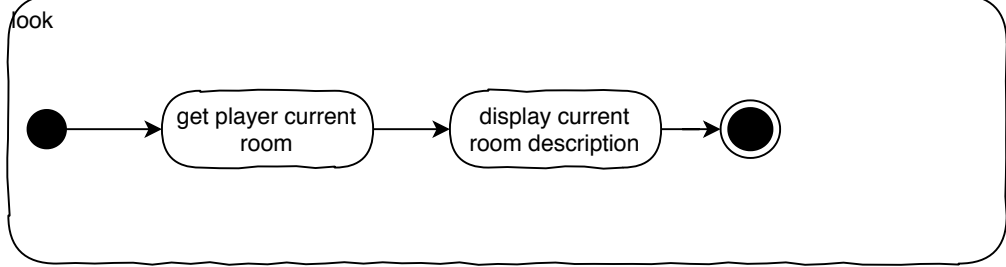 look
get player current
room
display current
room description